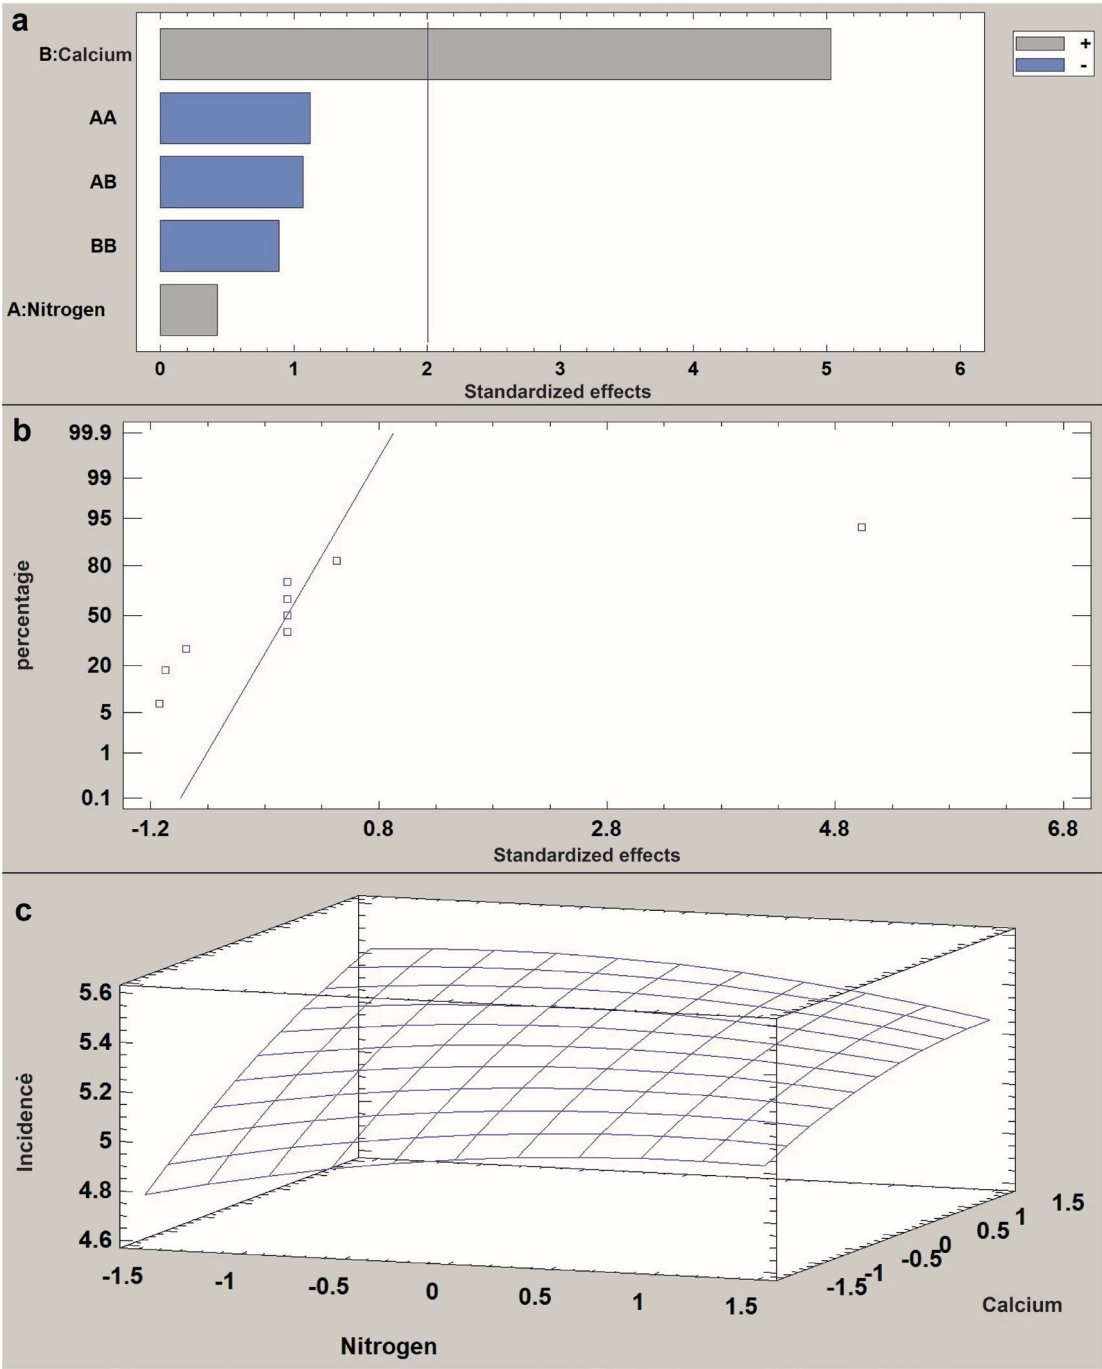 a
B:Calcium
AA
AB
BB
A:Nitrogen
+
-
0 1 2 3 4 5 6
Standardized effects
b
99.9
99
95
80
50
20
5
1
0.1
percentage
-1.2 0.8 2.8 4.8 6.8
Standardized effects
c
5.6
5.4
5.2
5
4.8
4.6
Incidence
-1.5 -1 -0.5 0 0.5 1 1.5
Nitrogen
-1.5 -1 -0.5 0 0.5 1 1.5
Calcium